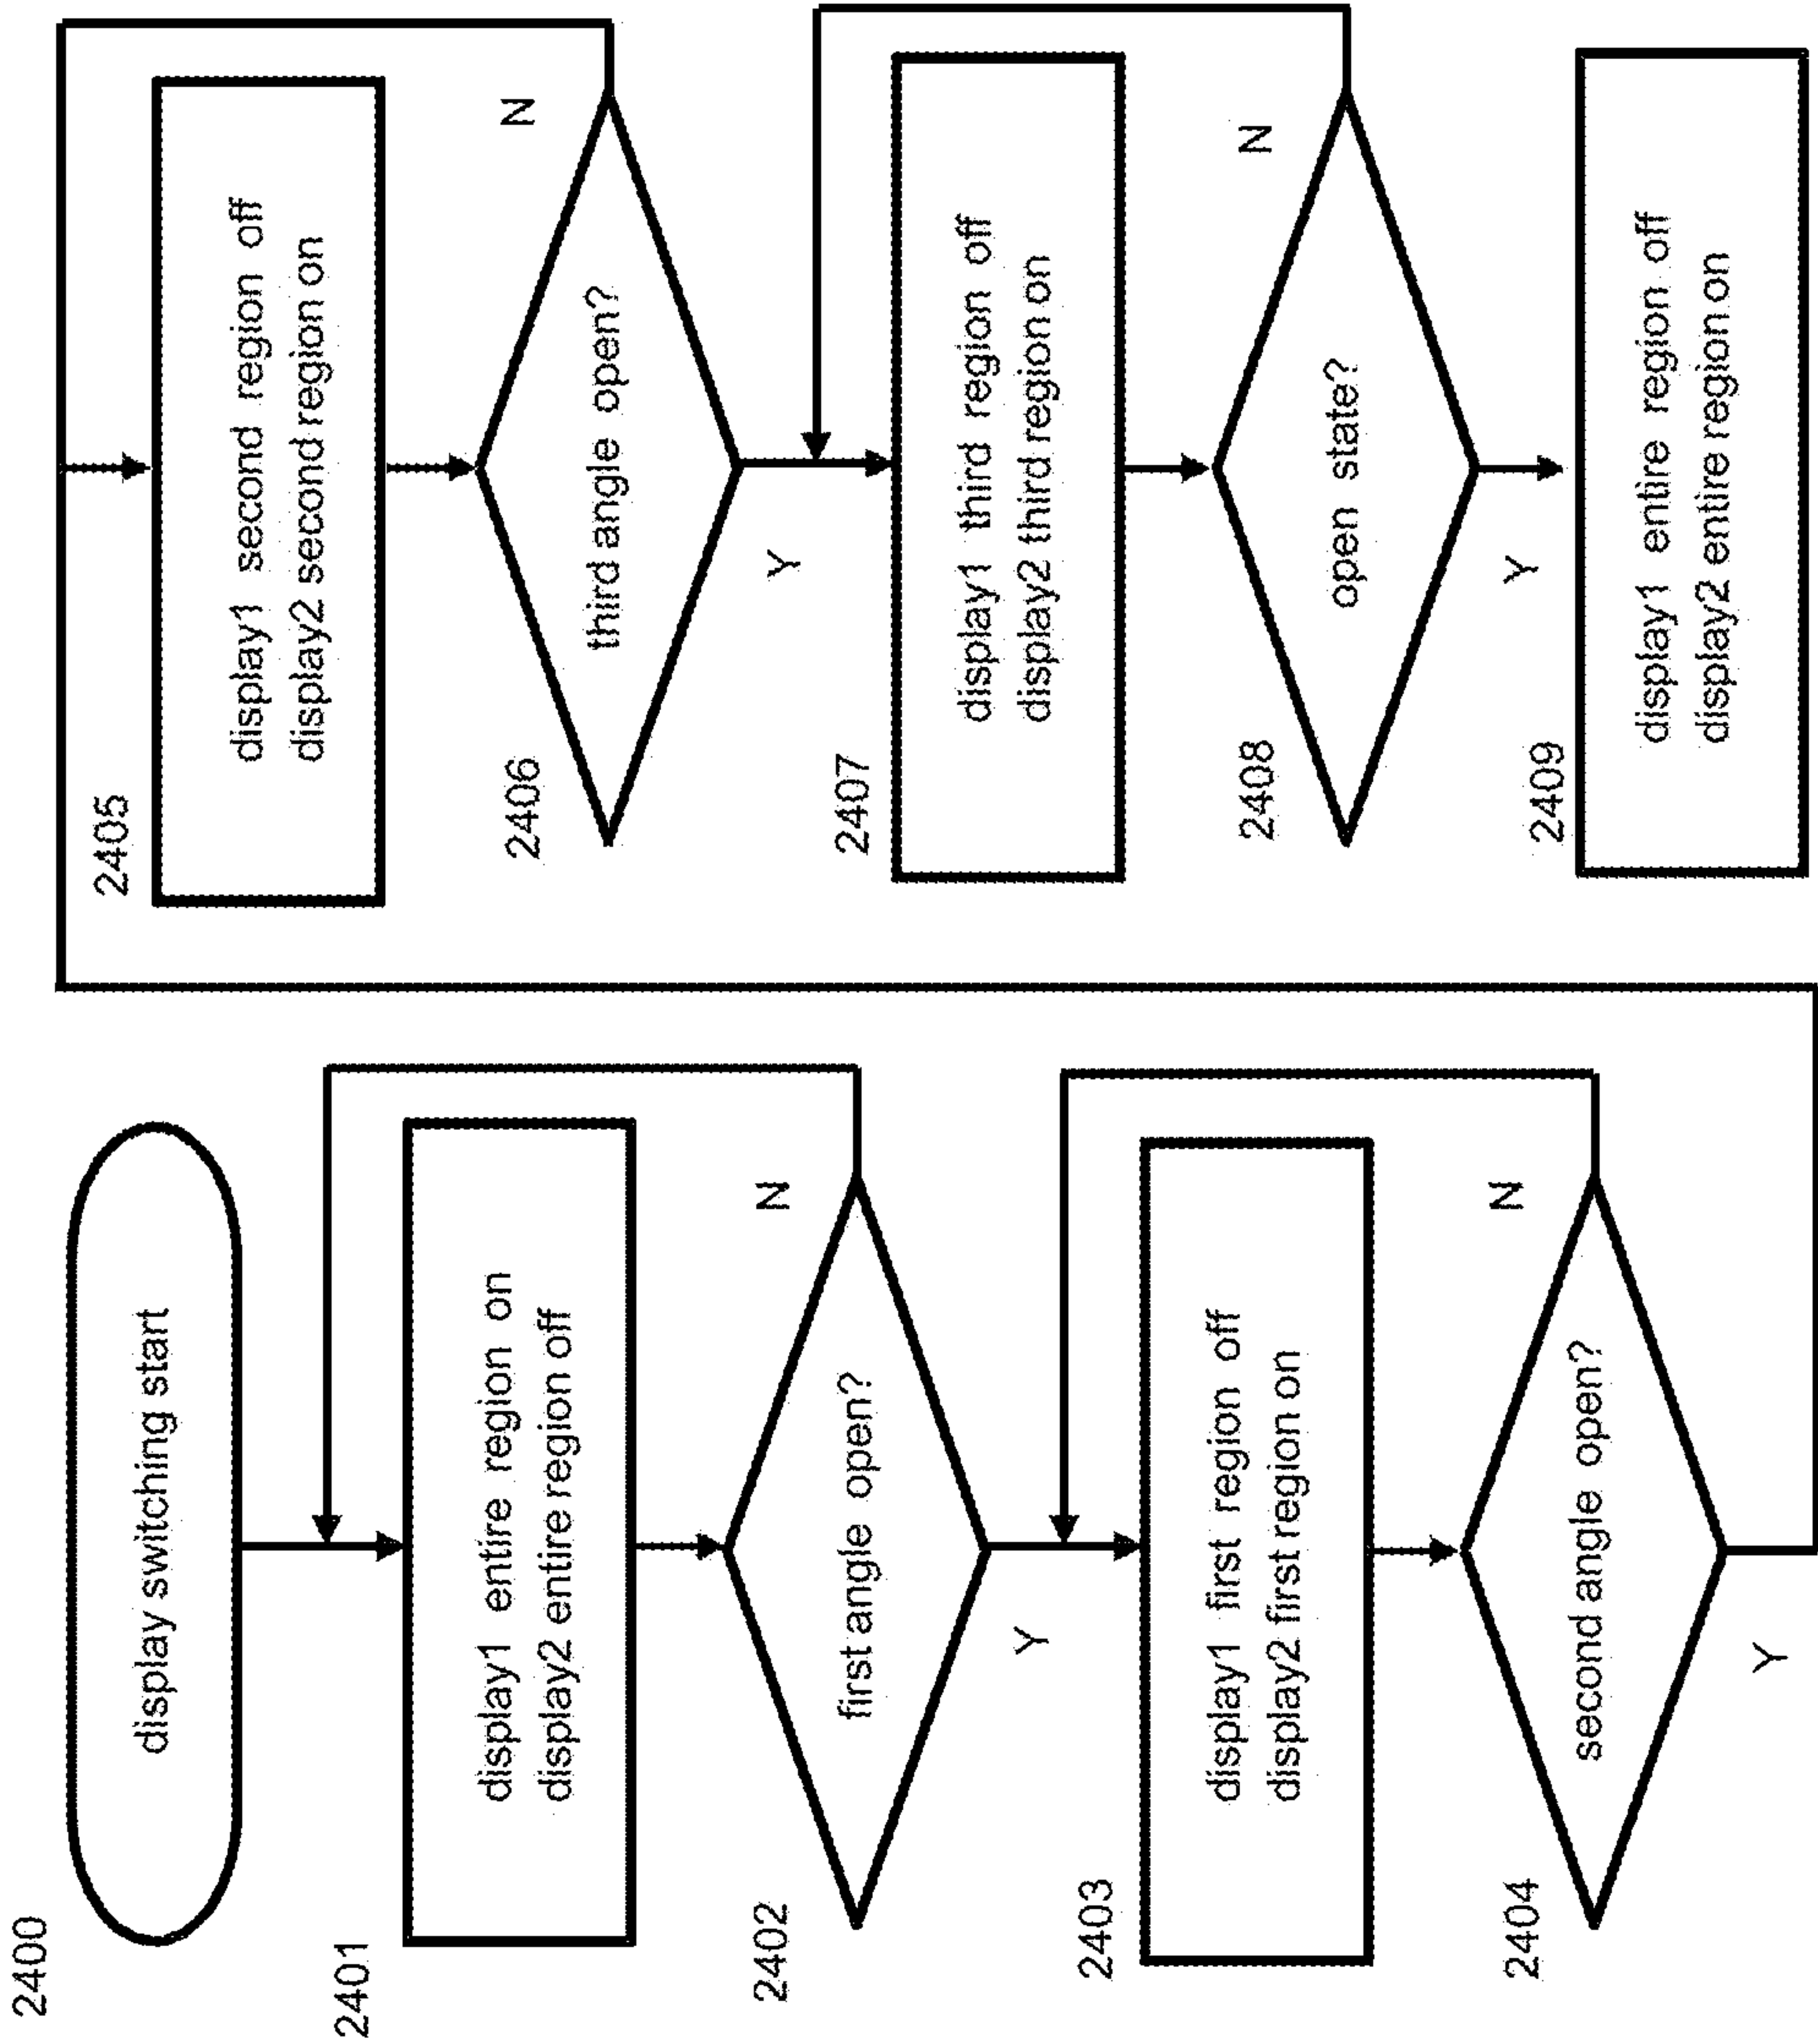 2400
display switching start
2401
display1 entire region on
display2 entire region off
2402
first angle open?
N
Y
2403
display1 first region off
display2 first region on
2404
second angle open?
N
Y
2405
display1 second region off
display2 second region on
2406
third angle open?
N
Y
2407
display1 third region off
display2 third region on
2408
open state?
N
Y
2409
display1 entire region off
display2 entire region on